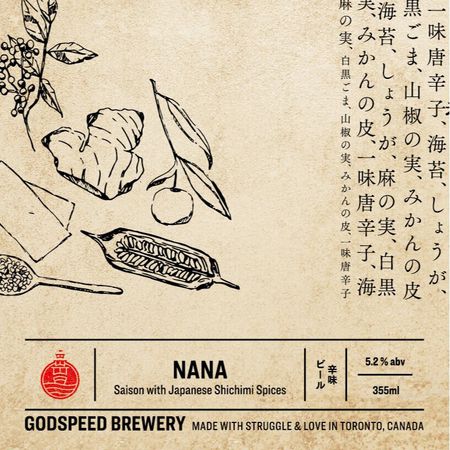 一味唐辛子、海苔、しょうが、
黒ごま、山椒の実、みかんの皮
海苔、しょうが、麻の実、白黒
実、みかんの皮、一味唐辛子、海
麻の実、白黒ごま、山椒の実、みかんの皮、一味唐辛子
NANA
Saison with Japanese Shichimi Spices
辛味
ビール
5.2 % abv
355ml
GODSPEED BREWERY MADE WITH STRUGGLE & LOVE IN TORONTO, CANADA